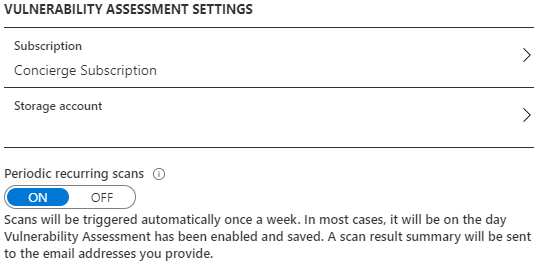 VULNERABILITY ASSESSMENT SETTINGS
Subscription
Concierge Subscription
Storage account
Periodic recurring scans
ON OFF
Scans will be triggered automatically once a week. In most cases, it will be on the day
Vulnerability Assessment has been enabled and saved. A scan result summary will be sent
to the email addresses you provide.